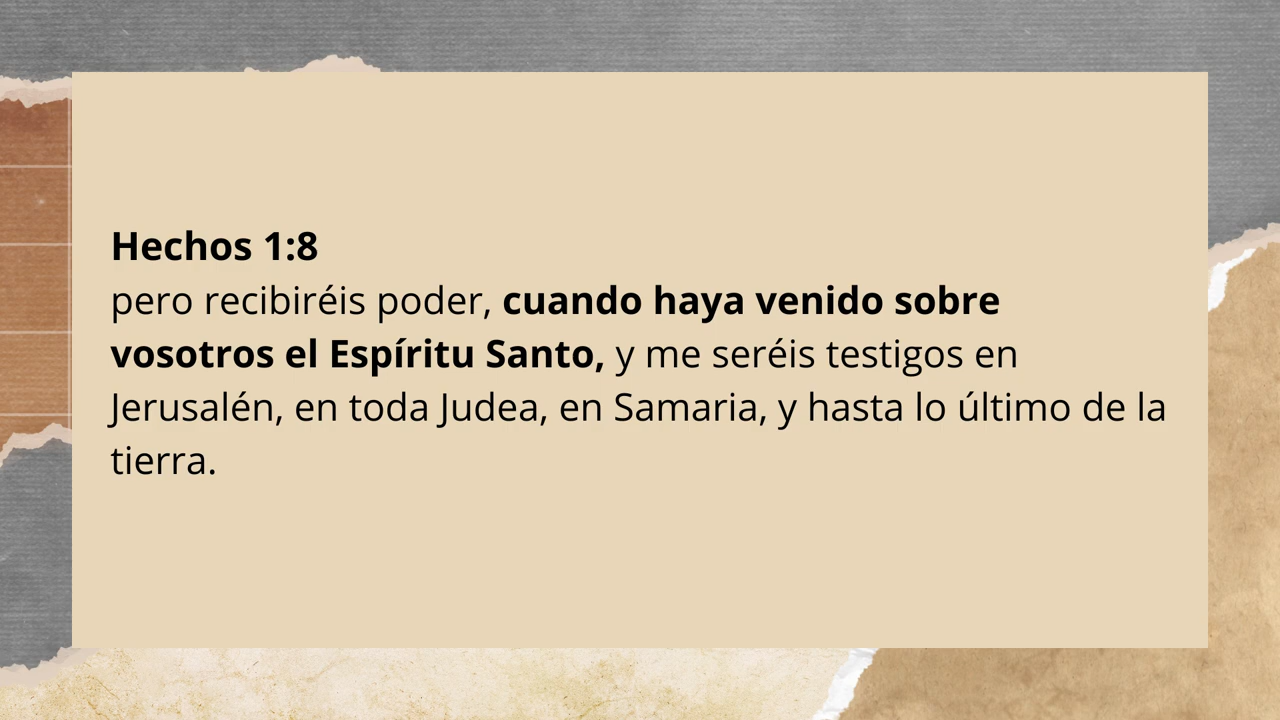 Hechos 1:8
pero recibiréis poder, cuando haya venido sobre
vosotros el Espíritu Santo, y me seréis testigos en
Jerusalén, en toda Judea, en Samaria, y hasta lo último de la
tierra.